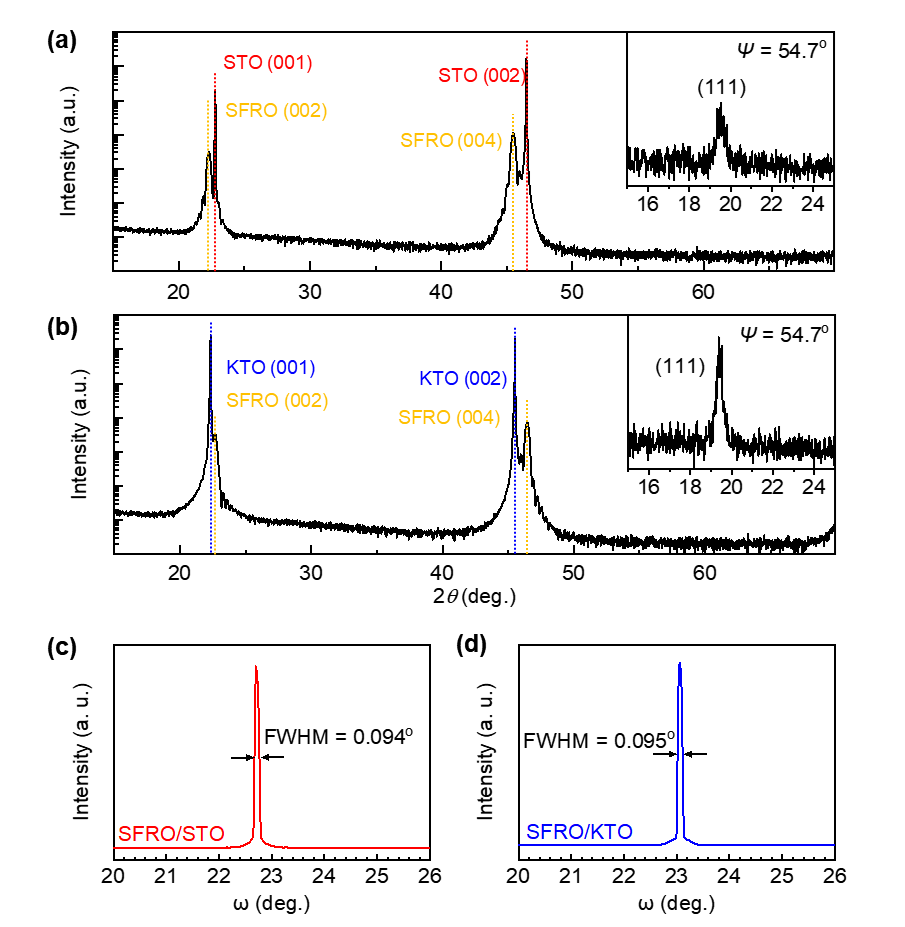 (a)
Intensity (a.u.)
STO (001)
SFRO (002)
STO (002)
SFRO (004)
Ψ = 54.7°
(111)
16 18 20 22 24
20 30 40 50 60
(b)
Intensity (a.u.)
KTO (001)
SFRO (002)
KTO (002)
SFRO (004)
Ψ = 54.7°
(111)
16 18 20 22 24
20 30 40 50 60
2θ (deg.)
(c)
Intensity (a. u.)
FWHM = 0.094°
SFRO/STO
20 21 22 23 24 25 26
ω (deg.)
(d)
Intensity (a. u.)
FWHM = 0.095°
SFRO/KTO
20 21 22 23 24 25 26
ω (deg.)